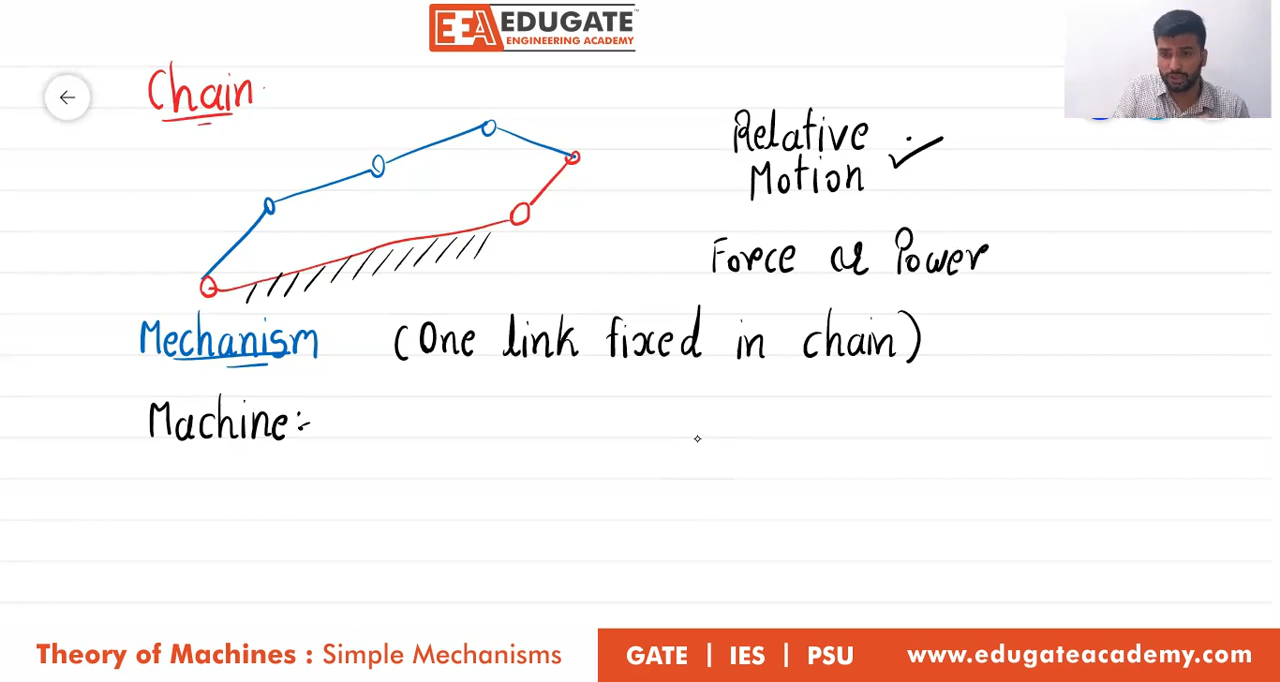 EEA EDUGATE
ENGINEERING ACADEMY
Chain
Relative
Motion
Force or Power
Mechanism (One link fixed in chain)
Machine :-
Theory of Machines : Simple Mechanisms
GATE | IES | PSU
www.edugateacademy.com